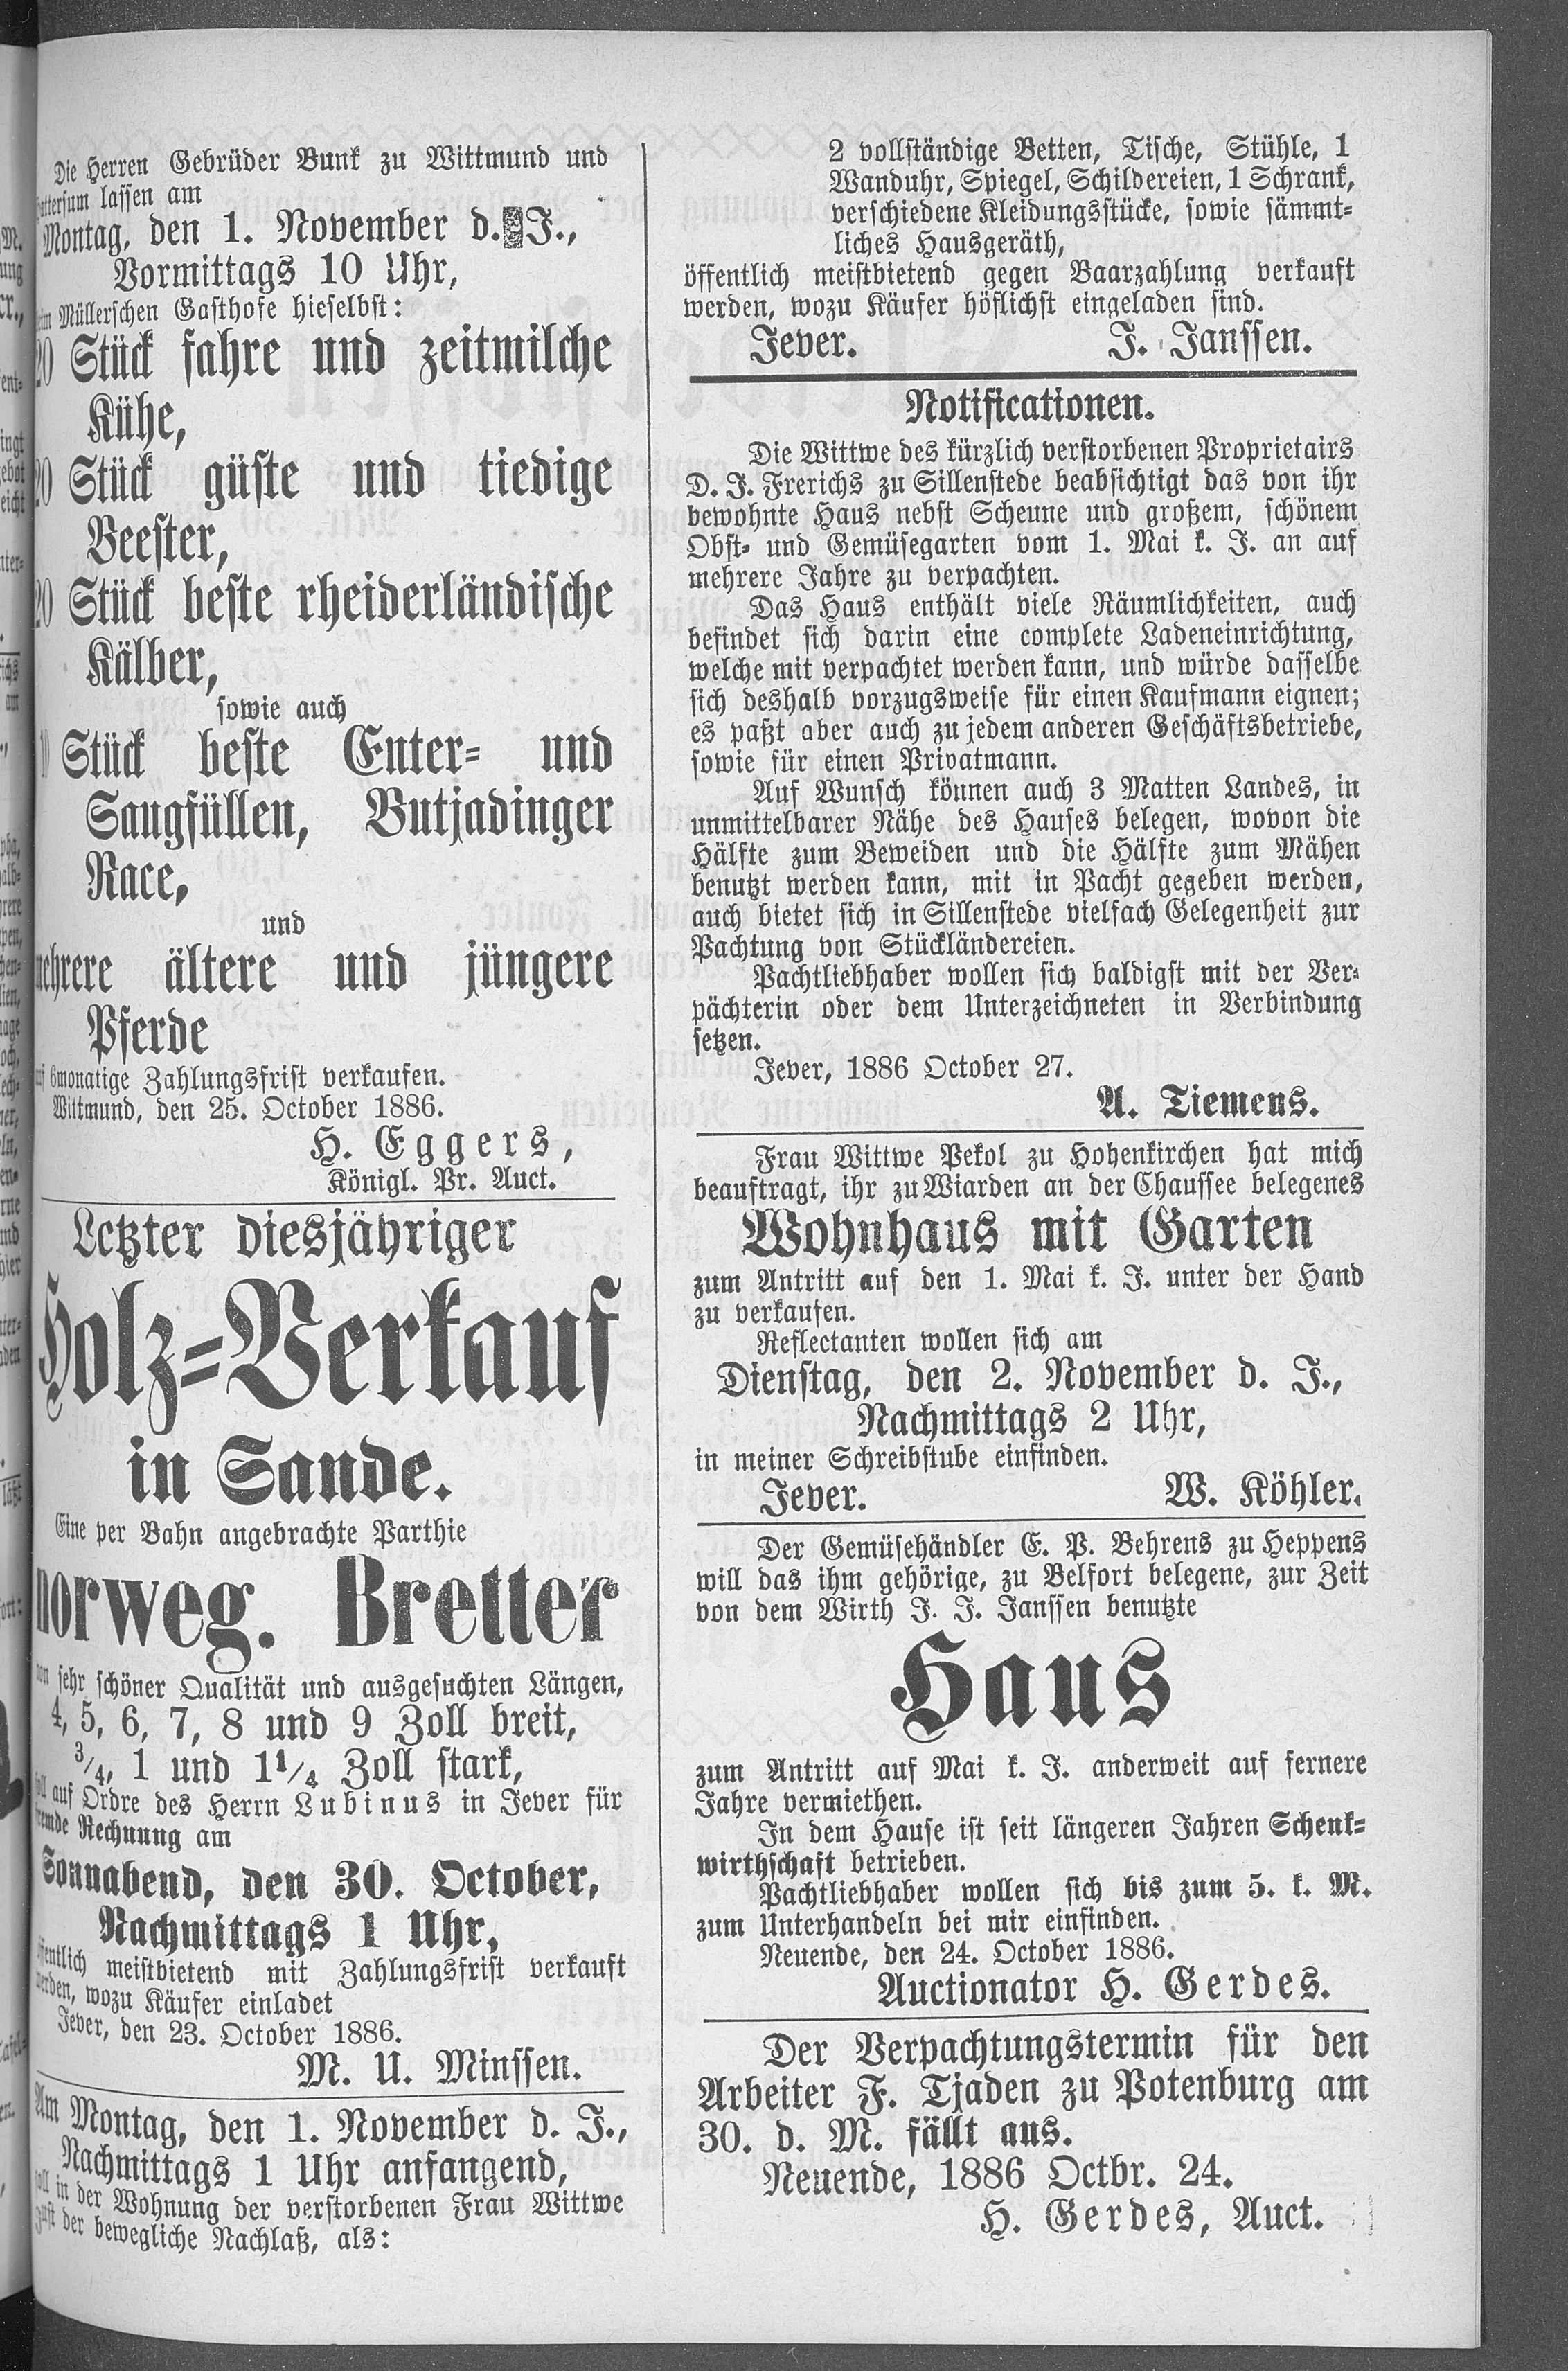 Die Herren Gebrüder Bunk zu Wittmund und
lassen am
Montag, den 1. November d. J.,
Vormittags 10 Uhr,
Müllerschen Gasthofe hieselbst:
20 Stück fahre und zeitmilche
Kühe,
20 Stück güste und tiedige
Beester,
20 Stück beste rheiderländische
Kälber,
sowie auch
Stück beste Enter- und
Saugfüllen, Butjadinger
Race,
und
mehrere ältere und jüngere
Pferde
6monatige Zahlungsfrist verkaufen.
Wittmund, den 25. October 1886.
H. Eggers,
Königl. Pr. Auct.
Letzter diesjähriger
Holz-Verkauf
in Sande.
Eine per Bahn angebrachte Parthie
norweg. Bretter
von sehr schöner Qualität und ausgesuchten Längen,
4, 5, 6, 7, 8 und 9 Zoll breit,
3/4, 1 und 1 1/4 Zoll stark,
soll auf Ordre des Herrn Lubinus in Jever für
fremde Rechnung am
Sonnabend, den 30. October,
Nachmittags 1 Uhr,
öffentlich meistbietend mit Zahlungsfrist verkauft
werden, wozu Käufer einladet
Jever, den 23. October 1886.
M. U. Minssen.
Am Montag, den 1. November d. J.,
Nachmittags 1 Uhr anfangend,
soll in der Wohnung der verstorbenen Frau Wittwe
der bewegliche Nachlaß, als:
2 vollständige Betten, Tische, Stühle, 1
Wanduhr, Spiegel, Schildereien, 1 Schrank,
verschiedene Kleidungsstücke, sowie sämmt-
liches Hausgeräth,
öffentlich meistbietend gegen Baarzahlung verkauft
werden, wozu Käufer höflichst eingeladen sind.
Jever. J. Janssen.
Notificationen.
Die Wittwe des kürzlich verstorbenen Proprietairs
D. J. Frerichs zu Sillenstede beabsichtigt das von ihr
bewohnte Haus nebst Scheune und großem, schönem
Obst- und Gemüsegarten vom 1. Mai k. J. an auf
mehrere Jahre zu verpachten.
Das Haus enthält viele Räumlichkeiten, auch
befindet sich darin eine complete Ladeneinrichtung,
welche mit verpachtet werden kann, und würde dasselbe
sich deshalb vorzugsweise für einen Kaufmann eignen;
es paßt aber auch zu jedem anderen Geschäftsbetriebe,
sowie für einen Privatmann.
Auf Wunsch können auch 3 Matten Landes, in
unmittelbarer Nähe des Hauses belegen, wovon die
Hälfte zum Beweiden und die Hälfte zum Mähen
benutzt werden kann, mit in Pacht gegeben werden,
auch bietet sich in Sillenstede vielfach Gelegenheit zur
Pachtung von Stückländereien.
Pachtliebhaber wollen sich baldigst mit der Ver-
pächterin oder dem Unterzeichneten in Verbindung
setzen.
Jever, 1886 October 27.
A. Tiemens.
Frau Wittwe Pekol zu Hohenkirchen hat mich
beauftragt, ihr zu Wiarden an der Chaussee belegenes
Wohnhaus mit Garten
zum Antritt auf den 1. Mai k. J. unter der Hand
zu verkaufen.
Reflectanten wollen sich am
Dienstag, den 2. November d. J.,
Nachmittags 2 Uhr,
in meiner Schreibstube einfinden.
Jever. W. Köhler.
Der Gemüsehändler E. P. Behrens zu Heppens
will das ihm gehörige, zu Belfort belegene, zur Zeit
von dem Wirth J. J. Janssen benutzte
Haus
zum Antritt auf Mai k. J. anderweit auf fernere
Jahre vermiethen.
In dem Hause ist seit längeren Jahren Schenk-
wirthschaft betrieben.
Pachtliebhaber wollen sich bis zum 5. k. M.
zum Unterhandeln bei mir einfinden.
Neuende, den 24. October 1886.
Auctionator H. Gerdes.
Der Verpachtungstermin für den
Arbeiter F. Tjaden zu Potenburg am
30. d. M. fällt aus.
Neuende, 1886 Octbr. 24.
H. Gerdes, Auct.